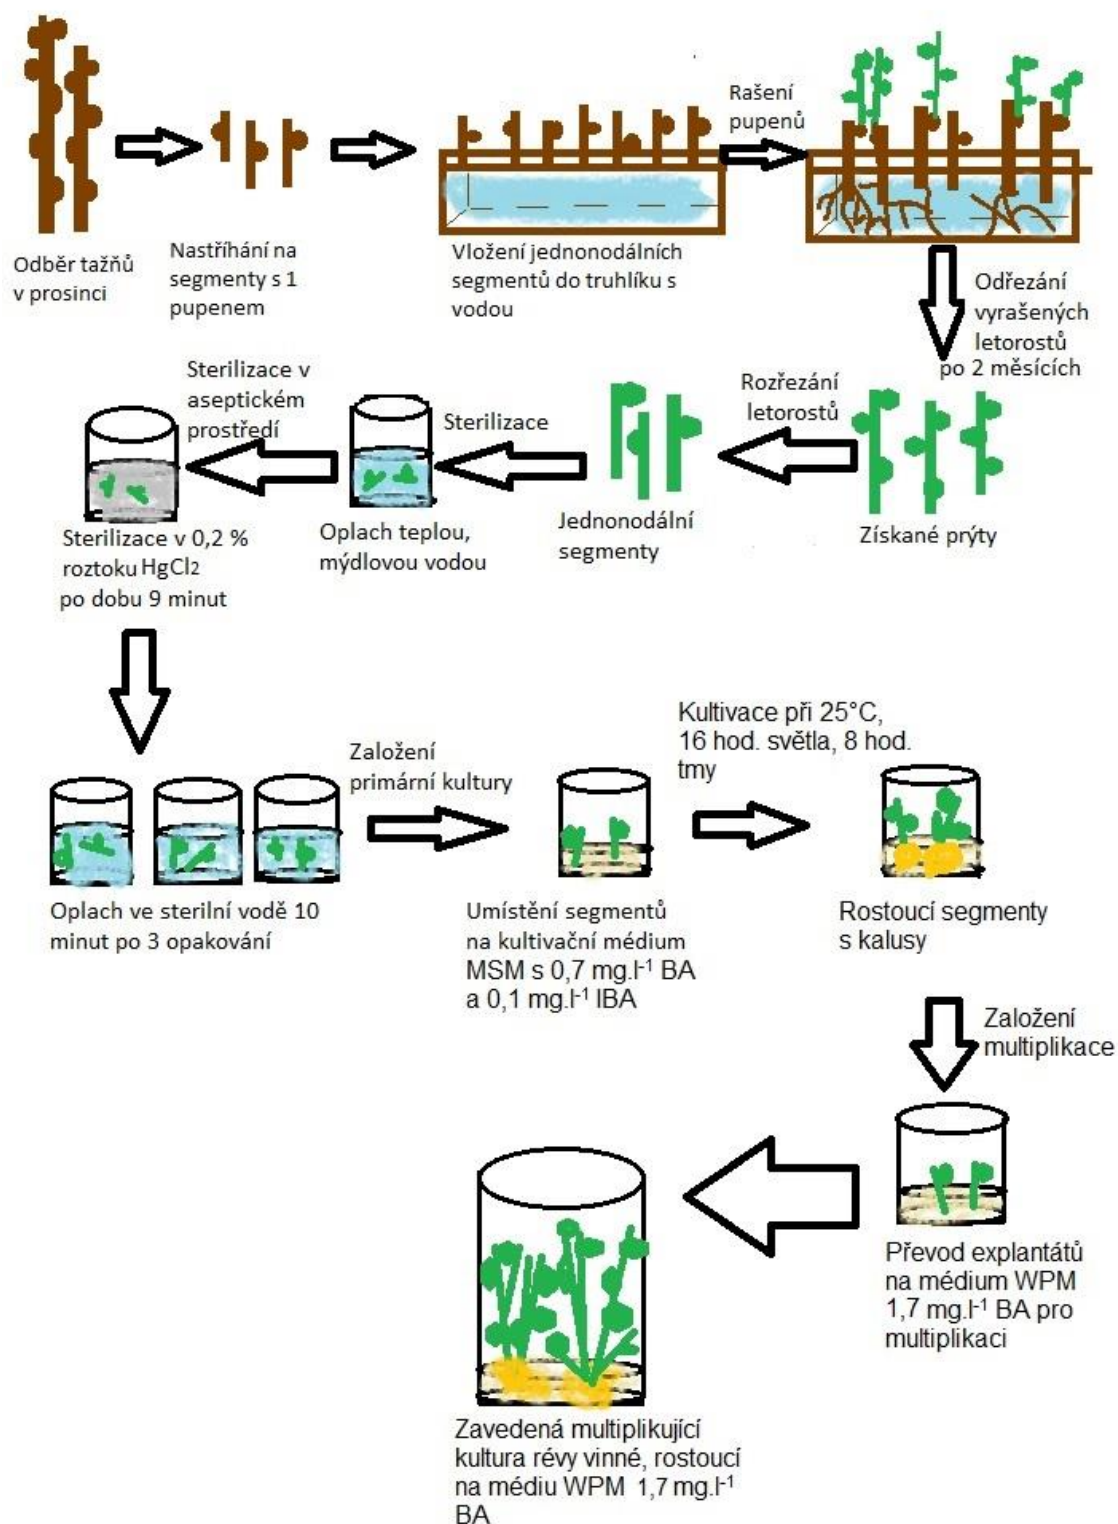 Odběr tažňů
v prosinci
Nastříhání na
segmenty s 1
pupenem
Vložení jednonodálních
segmentů do truhlíku s
vodou
Rašení
pupenů
Odřezání
vyrašených
letorostů
po 2 měsících
Získané prýty
Rozřezání
letorostů
Jednonodální
segmenty
Sterilizace
Oplach teplou,
mýdlovou vodou
Sterilizace v
aseptickém
prostředí
Sterilizace v 0,2 %
roztoku HgCl₂
po dobu 9 minut
Oplach ve sterilní vodě 10
minut po 3 opakování
Založení
primární kultury
Umístění segmentů
na kultivační médium
MSM s 0,7 mg.l⁻¹ BA
a 0,1 mg.l⁻¹ IBA
Kultivace při 25°C,
16 hod. světla, 8 hod.
tmy
Rostoucí segmenty
s kalusy
Založení
multiplikace
Převod explantátů
na médium WPM
1,7 mg.l⁻¹ BA pro
multiplikaci
Zavedená multiplikující
kultura révy vinné, rostoucí
na médiu WPM 1,7 mg.l⁻¹
BA